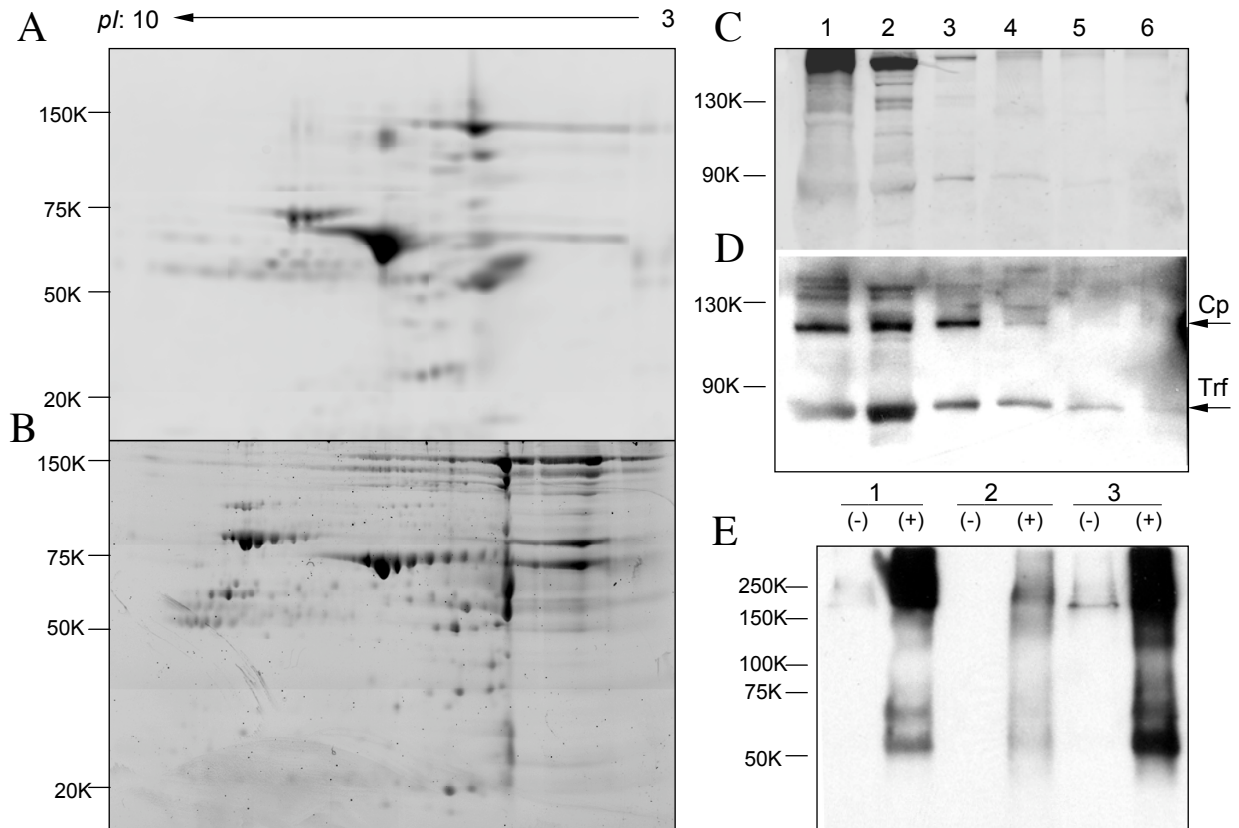 A
pI: 10
3
150K
75K
50K
20K
B
150K
75K
50K
20K
C
1 2 3 4 5 6
130K
90K
D
130K
90K
Cp
Trf
E
1 2 3
(-) (+) (-) (+) (-) (+)
250K
150K
100K
75K
50K